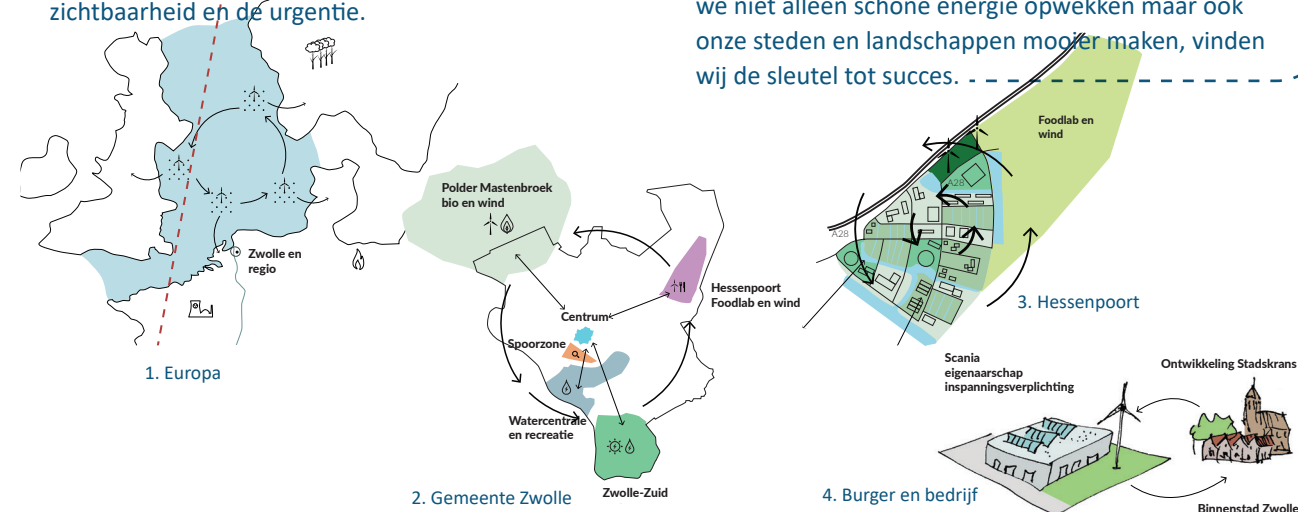 zichtbaarheid en de urgentie.
we niet alleen schone energie opwekken maar ook
onze steden en landschappen mooier maken, vinden
wij de sleutel tot succes.
Zwolle en
regio
1. Europa
Polder Mastenbroek
bio en wind
Hessenpoort
Foodlab en wind
Centrum
Spoorzone
Watercentrale
en recreatie
Zwolle-Zuid
2. Gemeente Zwolle
Foodlab en
wind
A28
A28
3. Hessenpoort
Scania
eigenaarschap
inspanningsverplichting
Ontwikkeling Stadskrans
4. Burger en bedrijf
Binnenstad Zwolle